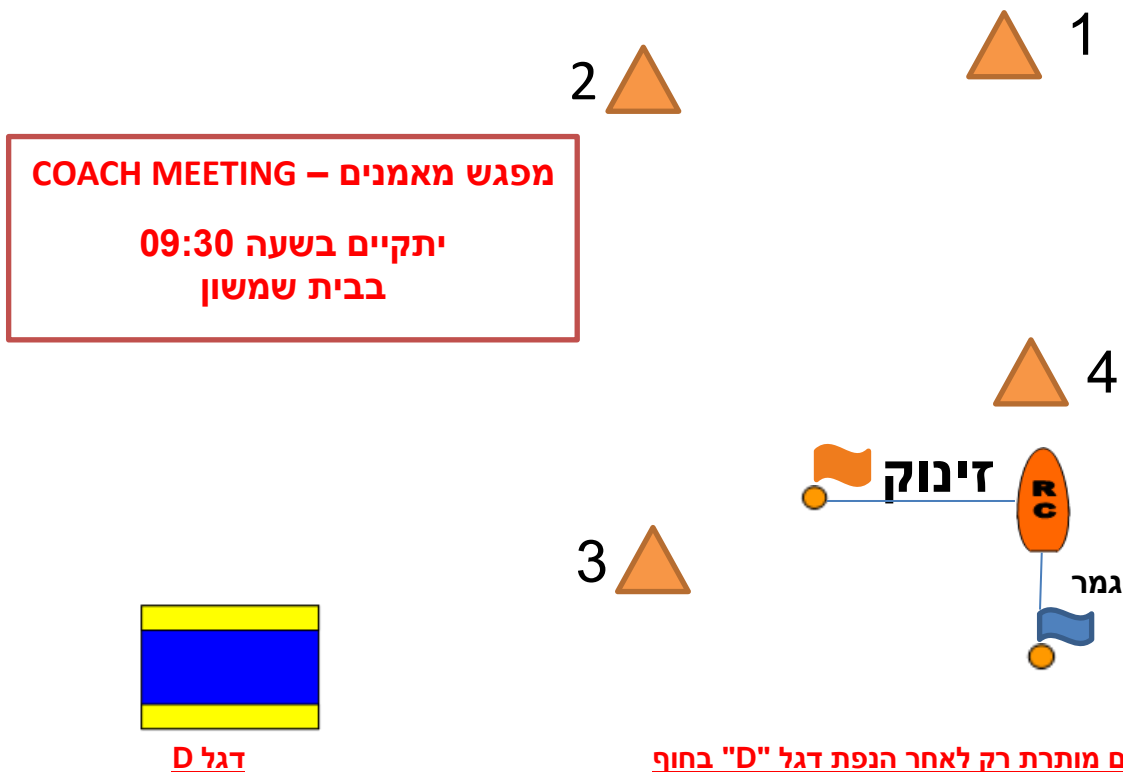 1
2
COACH MEETING – מפגש מאמנים
יתקיים בשעה 09:30
בבית שמשון
4
זינוק
RC
3
גמר
דגל D
מותרת רק לאחר הנפת דגל "D" בחוף